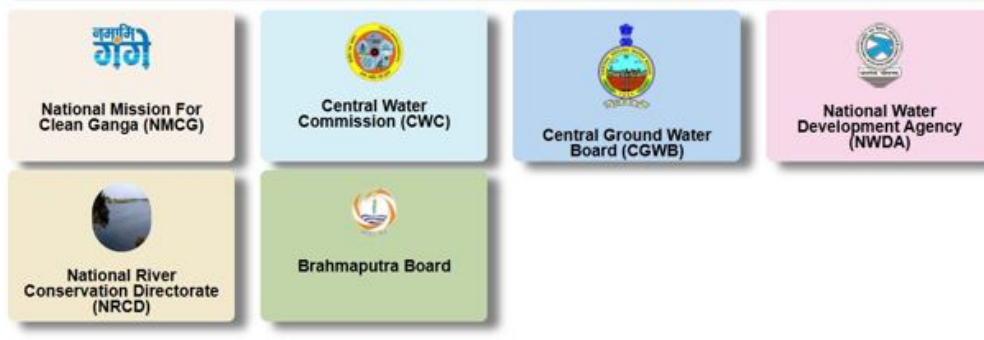 नमामि
गंगे
National Mission For
Clean Ganga (NMCG)
Central Water
Commission (CWC)
Central Ground Water
Board (CGWB)
National Water
Development Agency
(NWDA)
National River
Conservation Directorate
(NRCD)
Brahmaputra Board